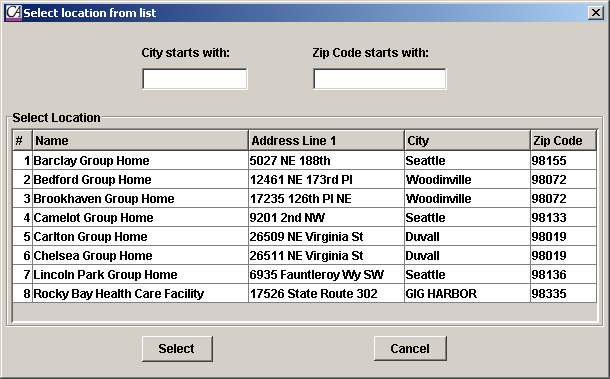 CA Select location from list
City starts with: Zip Code starts with:
Select Location
# Name Address Line 1 City Zip Code
1 Barclay Group Home 5027 NE 188th Seattle 98155
2 Bedford Group Home 12461 NE 173rd Pl Woodinville 98072
3 Brookhaven Group Home 17235 126th Pl NE Woodinville 98072
4 Camelot Group Home 9201 2nd NW Seattle 98133
5 Carlton Group Home 26509 NE Virginia St Duvall 98019
6 Chelsea Group Home 26511 NE Virginia St Duvall 98019
7 Lincoln Park Group Home 6935 Fauntleroy Wy SW Seattle 98136
8 Rocky Bay Health Care Facility 17526 State Route 302 GIG HARBOR 98335
Select Cancel